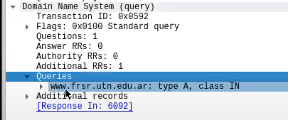 Domain Name System (query)
Transaction ID: 0x0592
Flags: 0x0100 Standard query
Questions: 1
Answer RRs: 0
Authority RRs: 0
Additional RRs: 1
Queries
www.frsr.utn.edu.ar: type A, class IN
Additional records
[Response In: 6092]